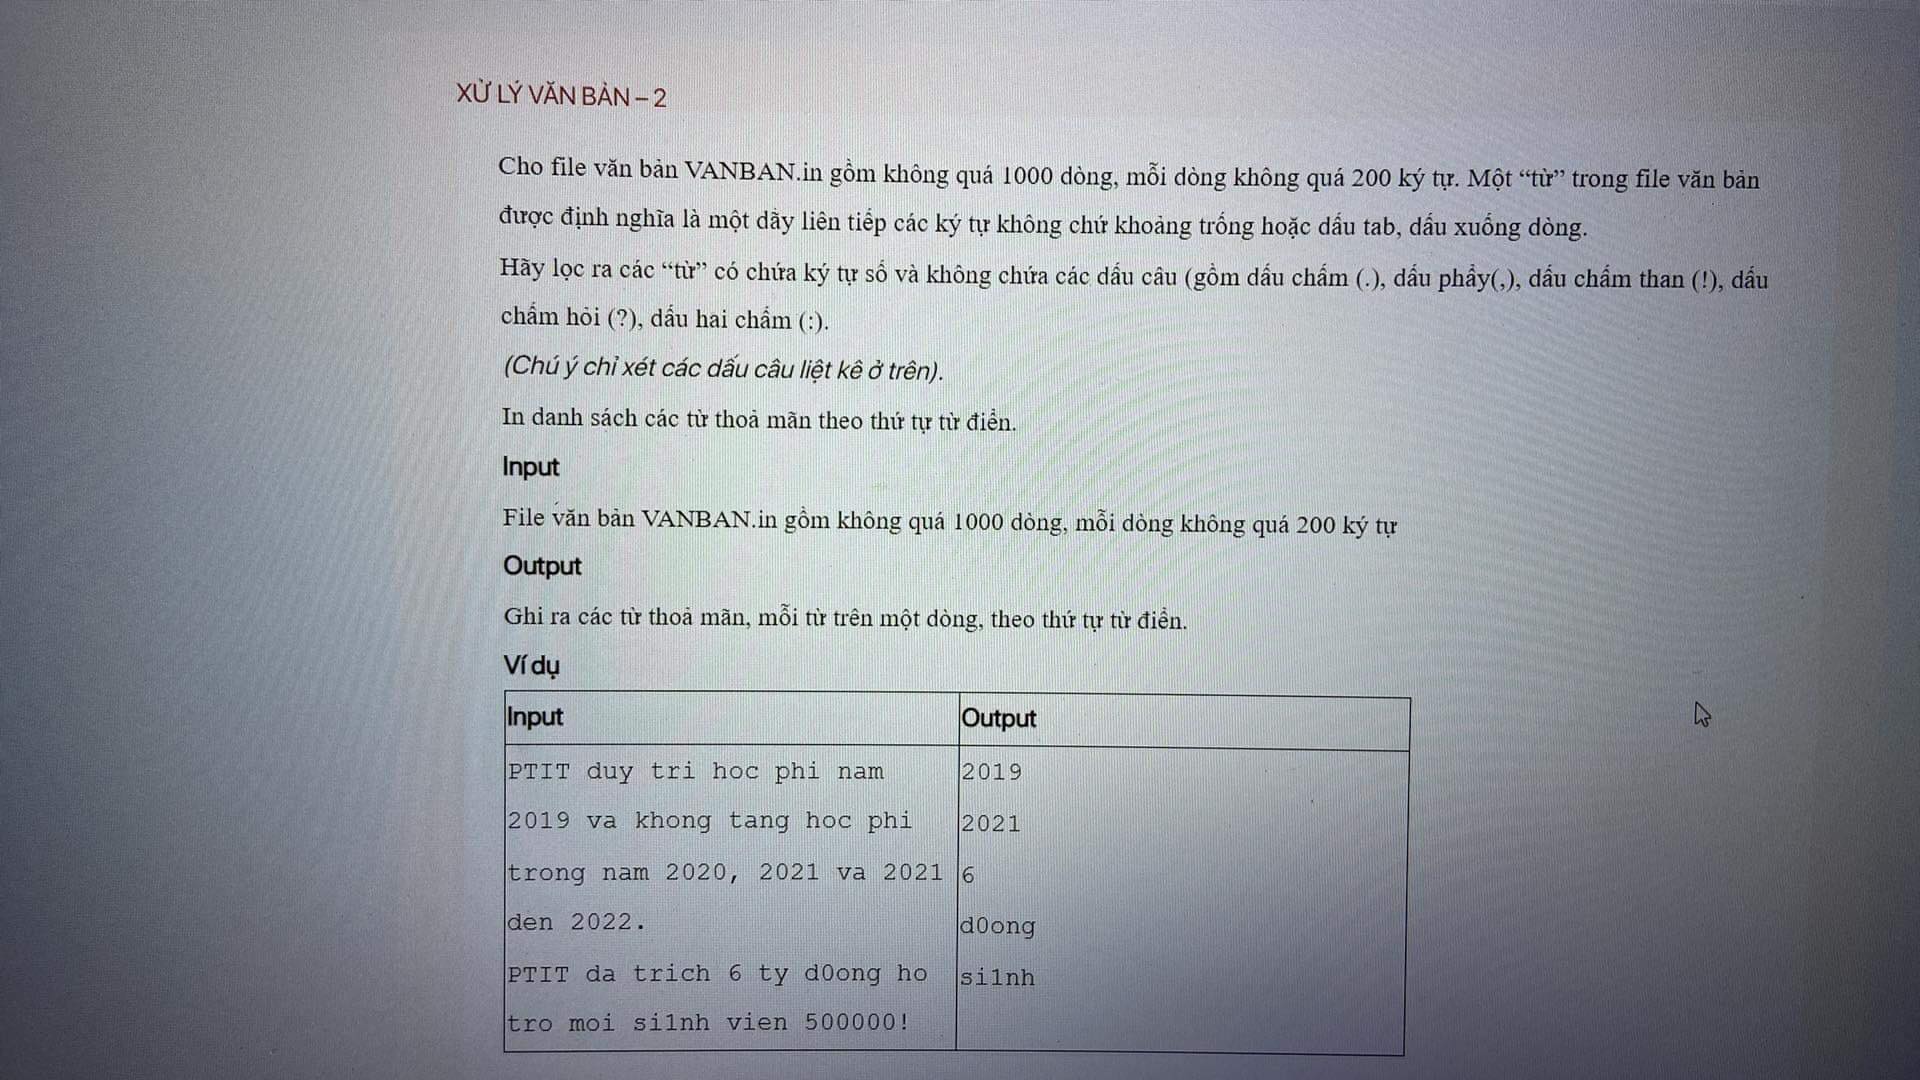 XỬ LÝ VĂN BẢN – 2
Cho file văn bản VANBAN.in gồm không quá 1000 dòng, mỗi dòng không quá 200 ký tự. Một “từ” trong file văn bản
được định nghĩa là một dãy liên tiếp các ký tự không chứ khoảng trống hoặc dấu tab, dấu xuống dòng.
Hãy lọc ra các “từ” có chứa ký tự số và không chứa các dấu câu (gồm dấu chấm (.), dấu phẩy(,), dấu chấm than (!), dấu
chấm hỏi (?), dấu hai chấm (:).
(Chú ý chỉ xét các dấu câu liệt kê ở trên).
In danh sách các từ thoả mãn theo thứ tự từ điển.
Input
File văn bản VANBAN.in gồm không quá 1000 dòng, mỗi dòng không quá 200 ký tự
Output
Ghi ra các từ thoả mãn, mỗi từ trên một dòng, theo thứ tự từ điển.
Ví dụ
Input
Output
PTIT duy tri hoc phi nam
2019 va khong tang hoc phi
trong nam 2020, 2021 va 2021
den 2022.
PTIT da trich 6 ty d0ong ho
tro moi si1nh vien 500000!
2019
2021
6
d0ong
si1nh